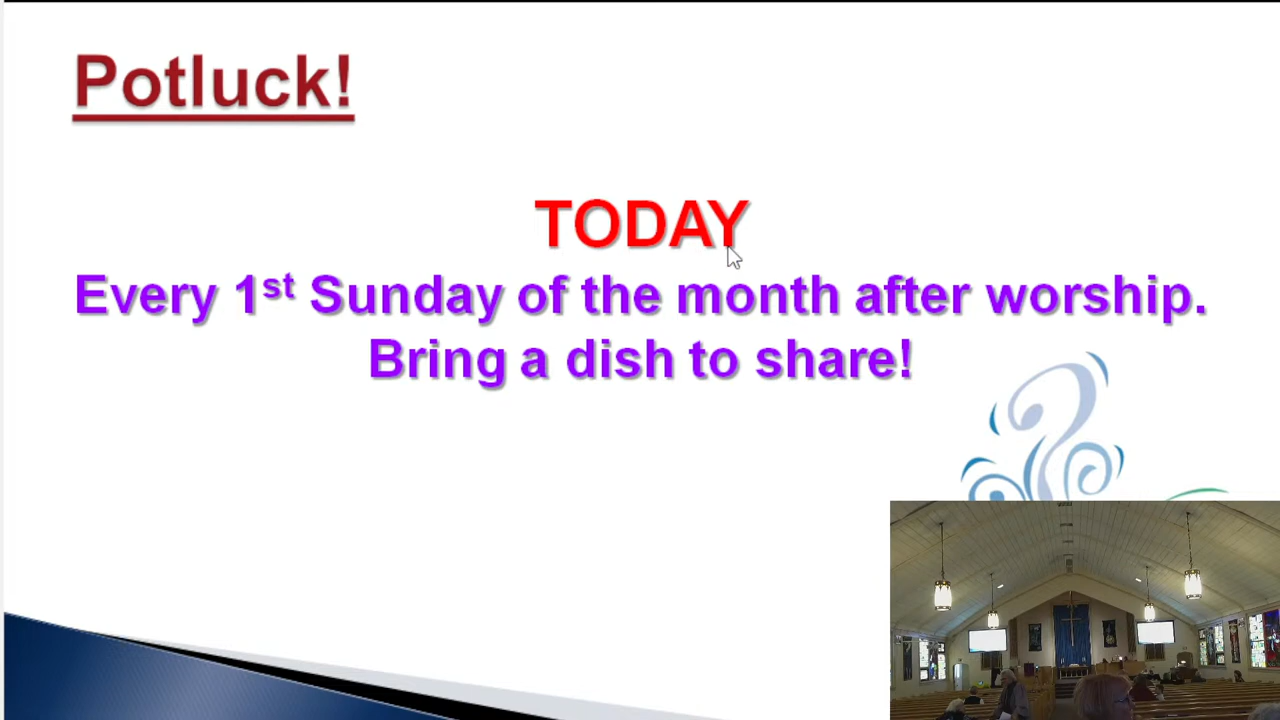 Potluck!
TODAY
Every 1st Sunday of the month after worship.
Bring a dish to share!